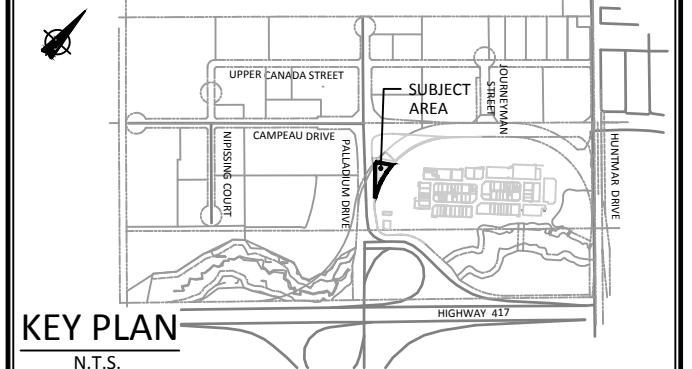 UPPER CANADA STREET
JOURNEYMAN
STREET
SUBJECT
AREA
CAMPEAU DRIVE
NIPISSING COURT
PALLADIUM DRIVE
HUNTMAR DRIVE
HIGHWAY 417
KEY PLAN
N.T.S.